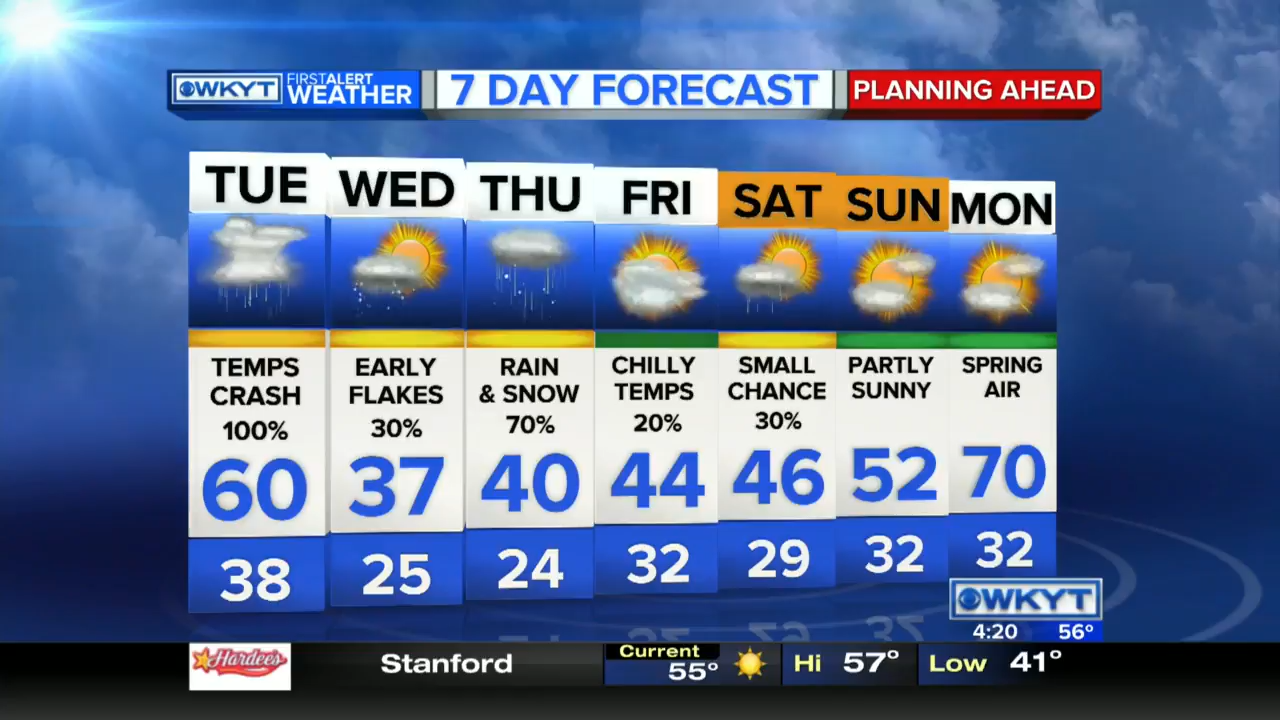 WKYT FIRST ALERT WEATHER 7 DAY FORECAST PLANNING AHEAD
TUE WED THU FRI SAT SUN MON
TEMPS CRASH 100% 60 38
EARLY FLAKES 30% 37 25
RAIN & SNOW 70% 40 24
CHILLY TEMPS 20% 44 32
SMALL CHANCE 30% 46 29
PARTLY SUNNY 52 32
SPRING AIR 70 32
WKYT
4:20 56°
Hardee's Stanford Current 55° Hi 57° Low 41°